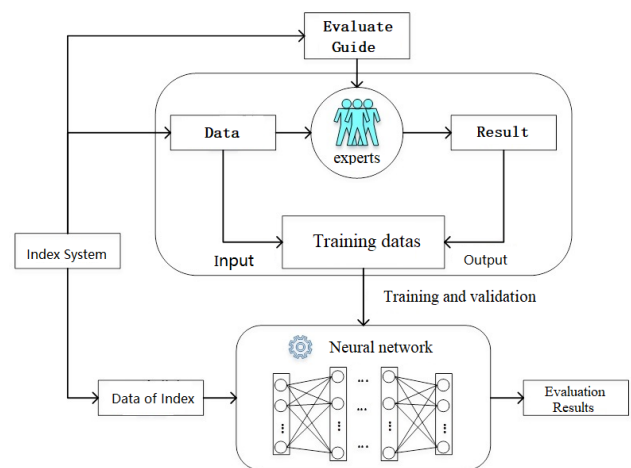 Evaluate
Guide
Data
experts
Result
Training datas
Index System
Input
Output
Training and validation
Neural network
Data of Index
... ...
... ...
Evaluation
Results